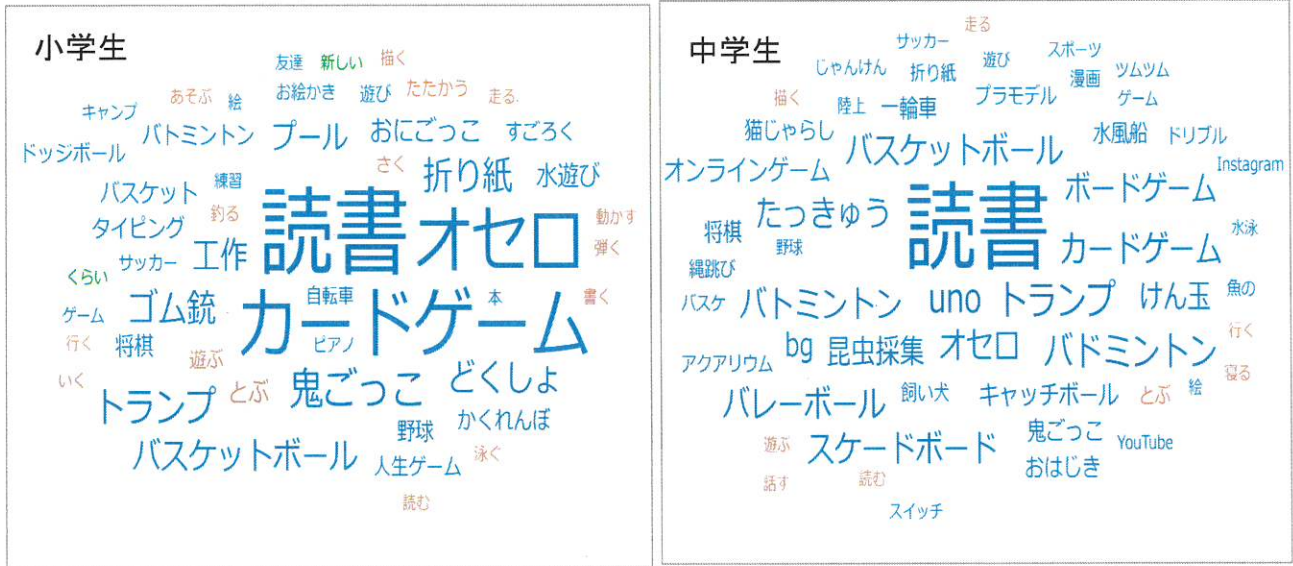 小学生
友達 新しい 描く
あそぶ 絵 お絵かき 遊び たたかう 走る
キャンプ
バトミントン プール おにごっこ すごろく
ドッジボール
さく 折り紙 水遊び
バスケット 練習
読書 オセロ 動かす
タイピング 釣る
サッカー 工作 弾く
くらい
ゴム銃 カードゲーム 自転車 本 書く
ゲーム
行く 将棋 ピアノ
遊ぶ
いく 鬼ごっこ どくしょ
トランプ とぶ
野球 かくれんぼ
バスケットボール 人生ゲーム 泳ぐ
読む
中学生
走る
サッカー 遊び スポーツ
じゃんけん 折り紙 漫画 ツムツム
描く 陸上 一輪車 プラモデル ゲーム
猫じゃらし 水風船 ドリブル
バスケットボール
オンラインゲーム Instagram
読書 ボードゲーム
たっきゅう
将棋 野球 カードゲーム 水泳
縄跳び
バスケ バトミントン uno トランプ けん玉 魚の
行く
アクアリウム bg 昆虫採集 オセロ バドミントン
寝る
バレーボール 飼い犬 キャッチボール とぶ 絵
遊ぶ スケードボード 鬼ごっこ YouTube
おはじき
話す 読む
スイッチ